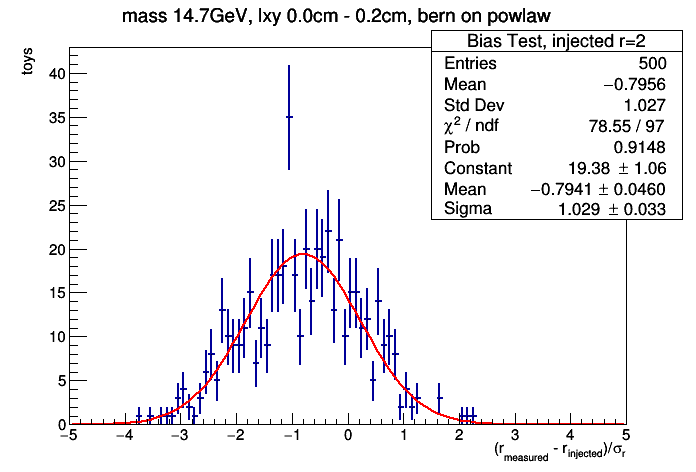 mass 14.7GeV, lxy 0.0cm - 0.2cm, bern on powlaw
Bias Test, injected r=2
Entries 500
Mean −0.7956
Std Dev 1.027
χ² / ndf 78.55 / 97
Prob 0.9148
Constant 19.38 ± 1.06
Mean −0.7941 ± 0.0460
Sigma 1.029 ± 0.033
toys
40
35
30
25
20
15
10
5
0
−5 −4 −3 −2 −1 0 1 2 3 4 5
(r_measured - r_injected)/σ_r